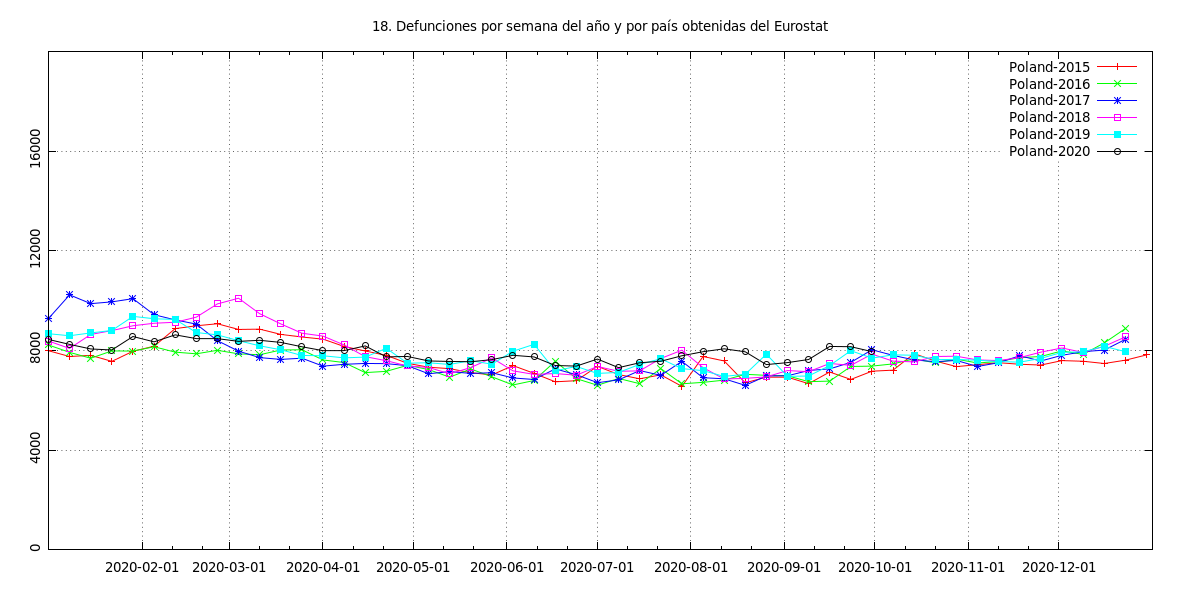 18. Defunciones por semana del año y por país obtenidas del Eurostat
Poland-2015
Poland-2016
Poland-2017
Poland-2018
Poland-2019
Poland-2020
16000
12000
8000
4000
0
2020-02-01 2020-03-01 2020-04-01 2020-05-01 2020-06-01 2020-07-01 2020-08-01 2020-09-01 2020-10-01 2020-11-01 2020-12-01